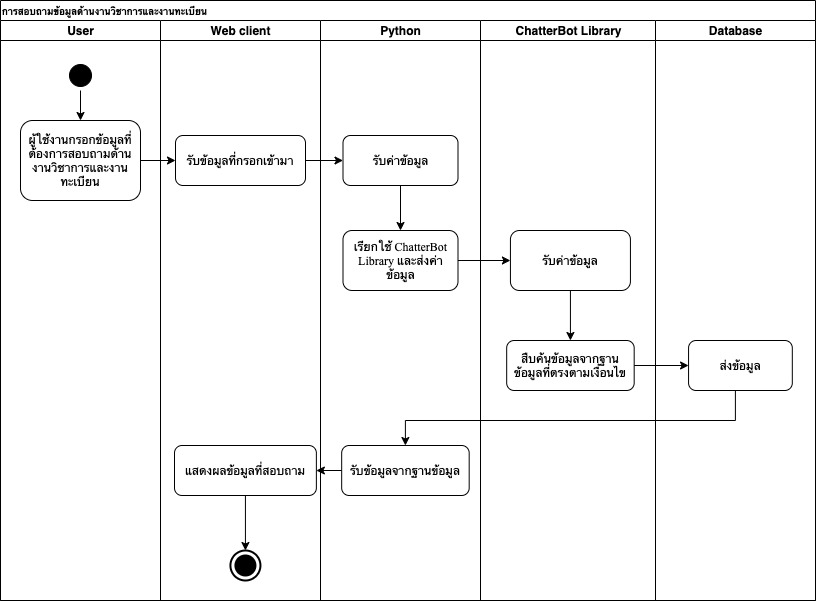 การสอบถามข้อมูลด้านงานวิชาการและงานทะเบียน
User
Web client
Python
ChatterBot Library
Database
ผู้ใช้งานกรอกข้อมูลที่
ต้องการสอบถามด้าน
งานวิชาการและงาน
ทะเบียน
รับข้อมูลที่กรอกเข้ามา
รับค่าข้อมูล
เรียกใช้ ChatterBot
Library และส่งค่า
ข้อมูล
รับค่าข้อมูล
สืบค้นข้อมูลจากฐาน
ข้อมูลที่ตรงตามเงื่อนไข
ส่งข้อมูล
แสดงผลข้อมูลที่สอบถาม
รับข้อมูลจากฐานข้อมูล